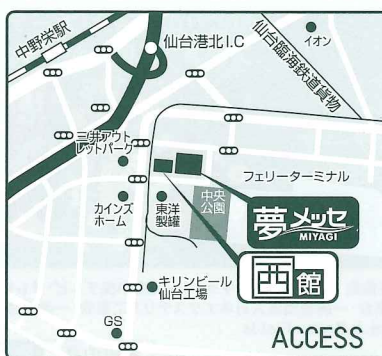 中野栄駅
仙台港北I.C
イオン
仙台臨海鉄道貨物
三井アウト
レットパーク
フェリーターミナル
カインズ
ホーム
東洋
製罐
中央
公園
夢メッセ
MIYAGI
西館
キリンビール
仙台工場
GS
ACCESS